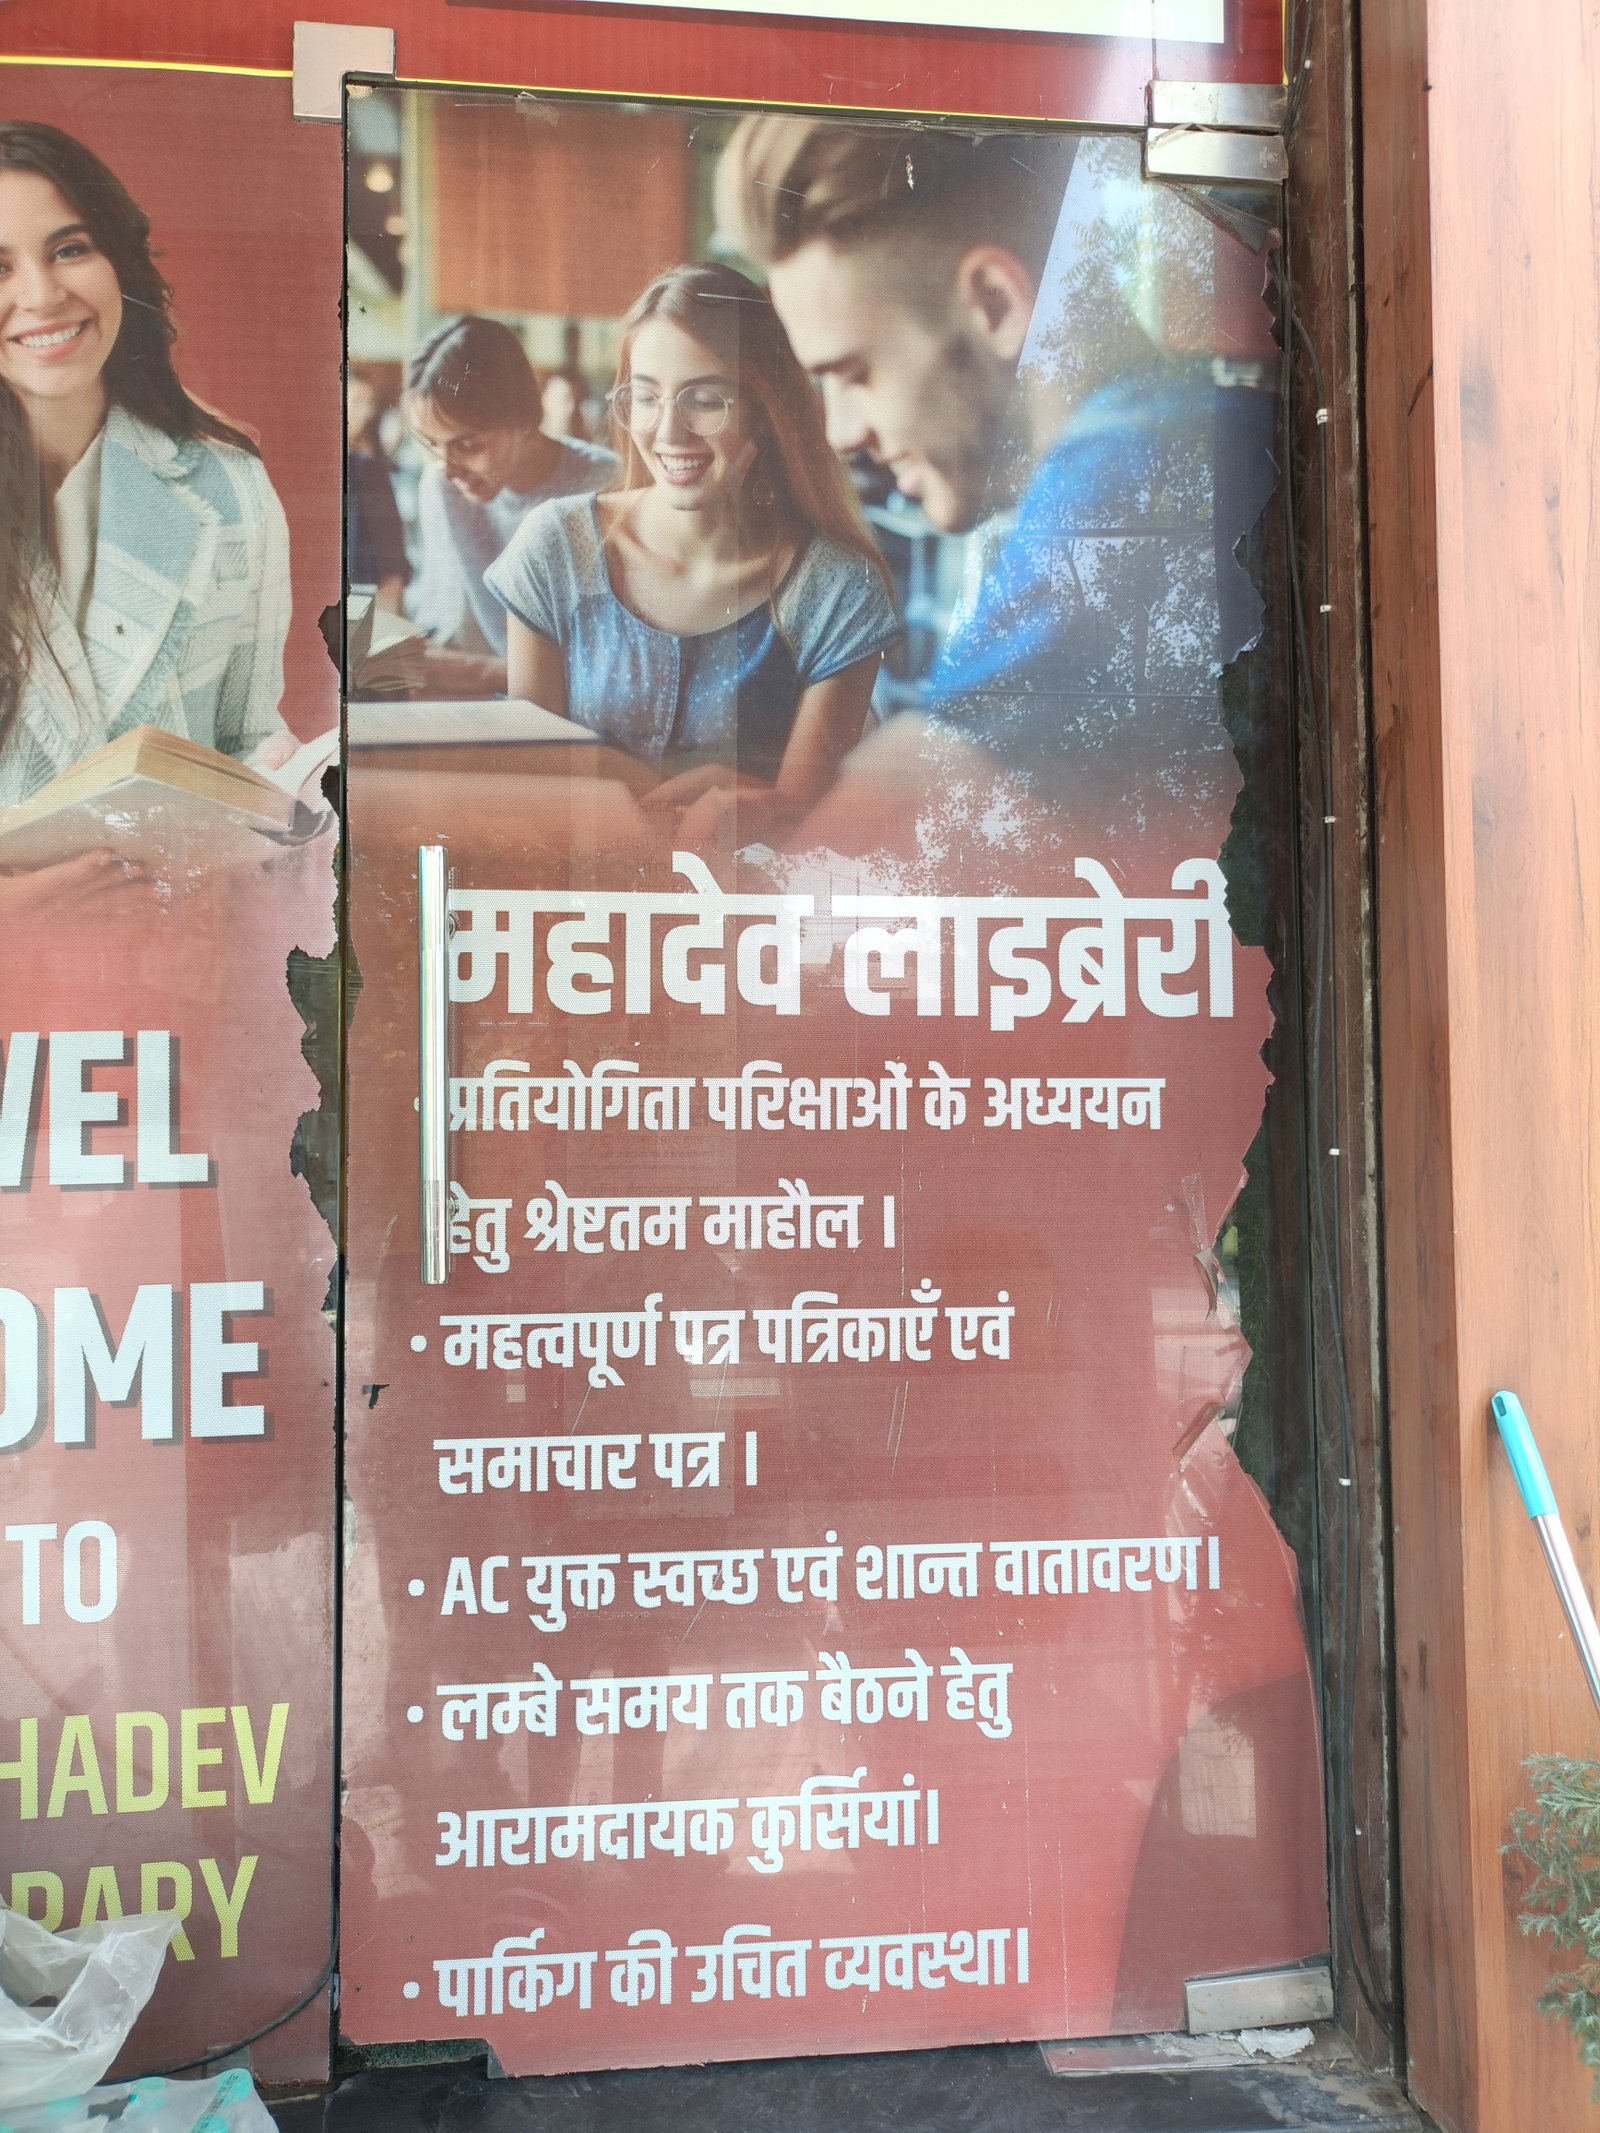 महादेव लाइब्रेरी
• प्रतियोगिता परिक्षाओं के अध्ययन
हेतु श्रेष्टतम माहौल ।
• महत्वपूर्ण पत्र पत्रिकाएँ एवं
समाचार पत्र ।
• AC युक्त स्वच्छ एवं शान्त वातावरण।
• लम्बे समय तक बैठने हेतु
आरामदायक कुर्सियां।
• पार्किंग की उचित व्यवस्था।
VEL
OME
TO
HADEV
RARY